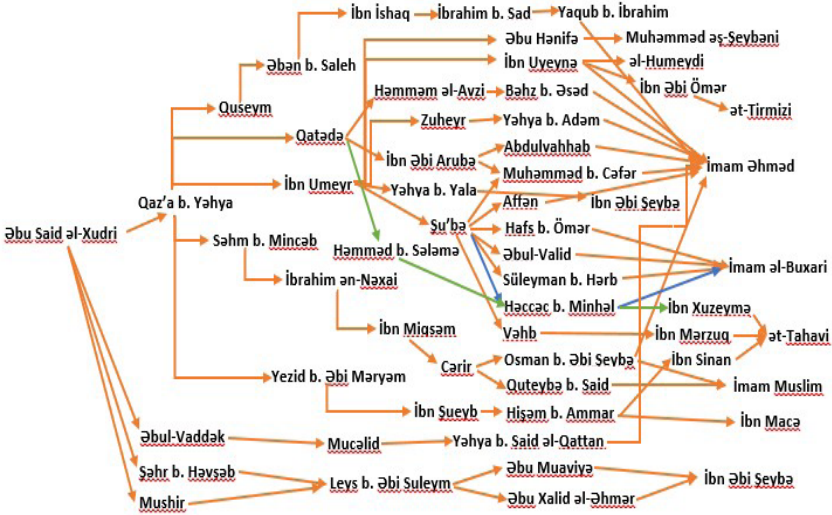 İbn İshaq İbrahim b. Sad Yaqub b. İbrahim
Əbu Hənifə Muhəmməd əş-Şeybəni
Əbən b. Saleh İbn Uyeynə əl-Humeydi
Həmməm əl-Avzi Bəhz b. Əsəd İbn Əbi Ömər
Quseym ət-Tirmizi
Zuheyr Yəhya b. Adəm
Qatədə Abdulvahhab
İbn Əbi Arubə İmam Əhməd
Muhəmməd b. Cəfər
İbn Umeyr Yəhya b. Yala
Qaz'a b. Yəhya Affən İbn Əbi Şeybə
Su'bə Hafs b. Ömər
Əbu Said əl-Xudri Səhm b. Mincəb Həmməd b. Sələmə Əbul-Valid
İmam əl-Buxari
İbrahim ən-Nəxai Süleyman b. Hərb
Həccəc b. Minhəl İbn Xuzeymə
İbn Miqsəm Vəhb İbn Mərzuq ət-Tahavi
Cərir Osman b. Əbi Şeybə İbn Sinan
Yezid b. Əbi Məryəm Quteybə b. Said İmam Muslim
İbn Şueyb Hişəm b. Ammar İbn Macə
Əbul-Vaddək Mucəlid Yəhya b. Said əl-Qattan
Şəhr b. Həvşəb Əbu Muaviyə
Leys b. Əbi Suleym İbn Əbi Şeybə
Mushir Əbu Xalid əl-Əhmər